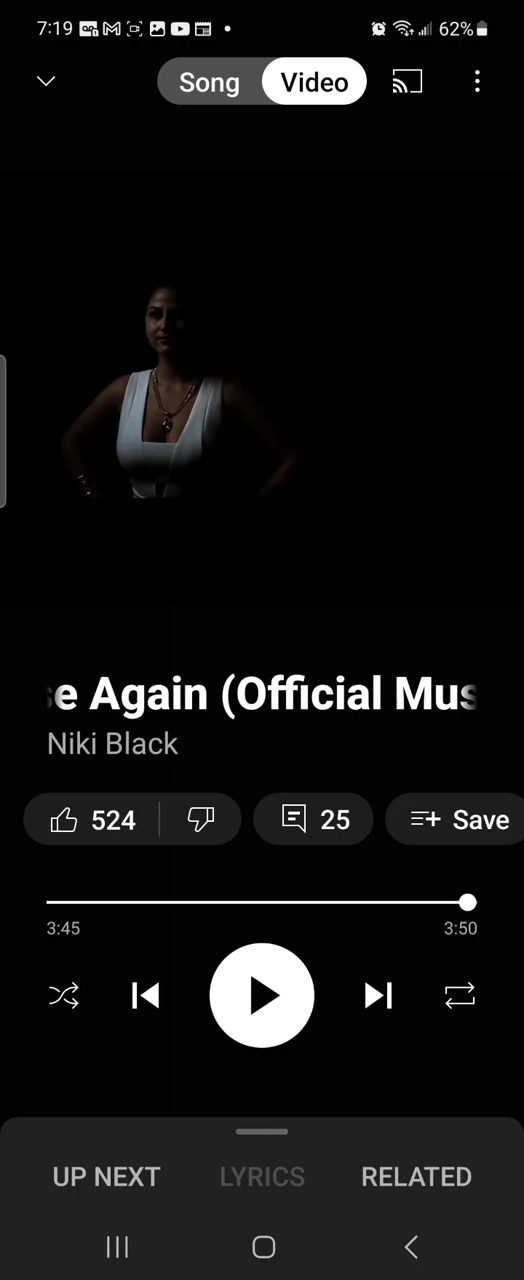 7:19 62%
Song Video
e Again (Official Mus
Niki Black
524 25 Save
3:45 3:50
UP NEXT LYRICS RELATED